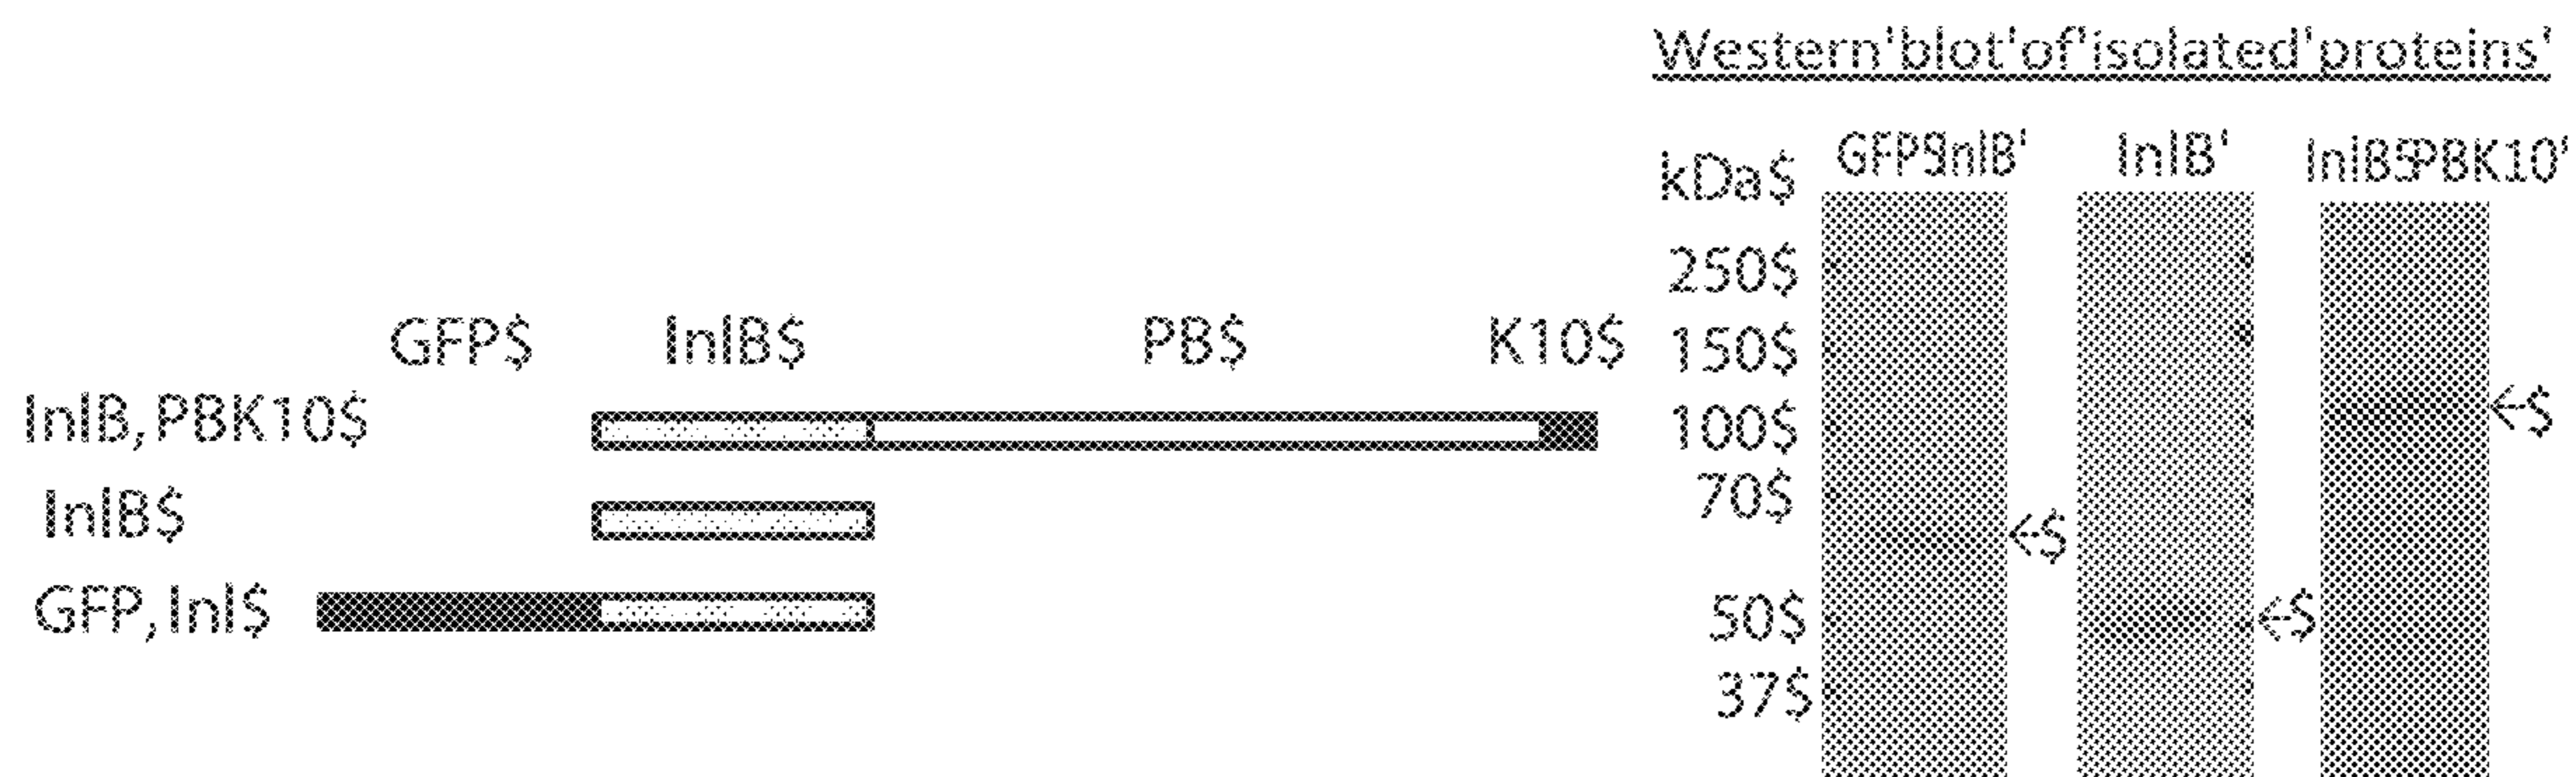 Western'blot'of'isolated'proteins'
kDa$ GFP$InlB' InlB' InlB$PBK10'
250$
GFP$ InlB$ PB$ K10$ 150$
InlB,PBK10$ 100$ ←$
70$
InlB$ ←$
GFP,Inl$ 50$ ←$
37$